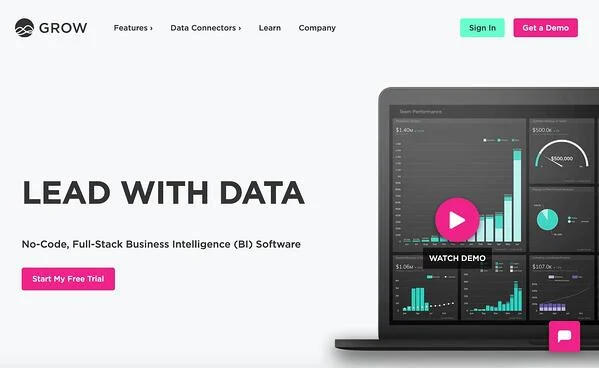 GROW
Features ›
Data Connectors ›
Learn
Company
Sign In
Get a Demo
Team Performance
$1.40M
$500.0K
$500,000
LEAD WITH DATA
No-Code, Full-Stack Business Intelligence (BI) Software
WATCH DEMO
$1.06M
$107.0K
Start My Free Trial